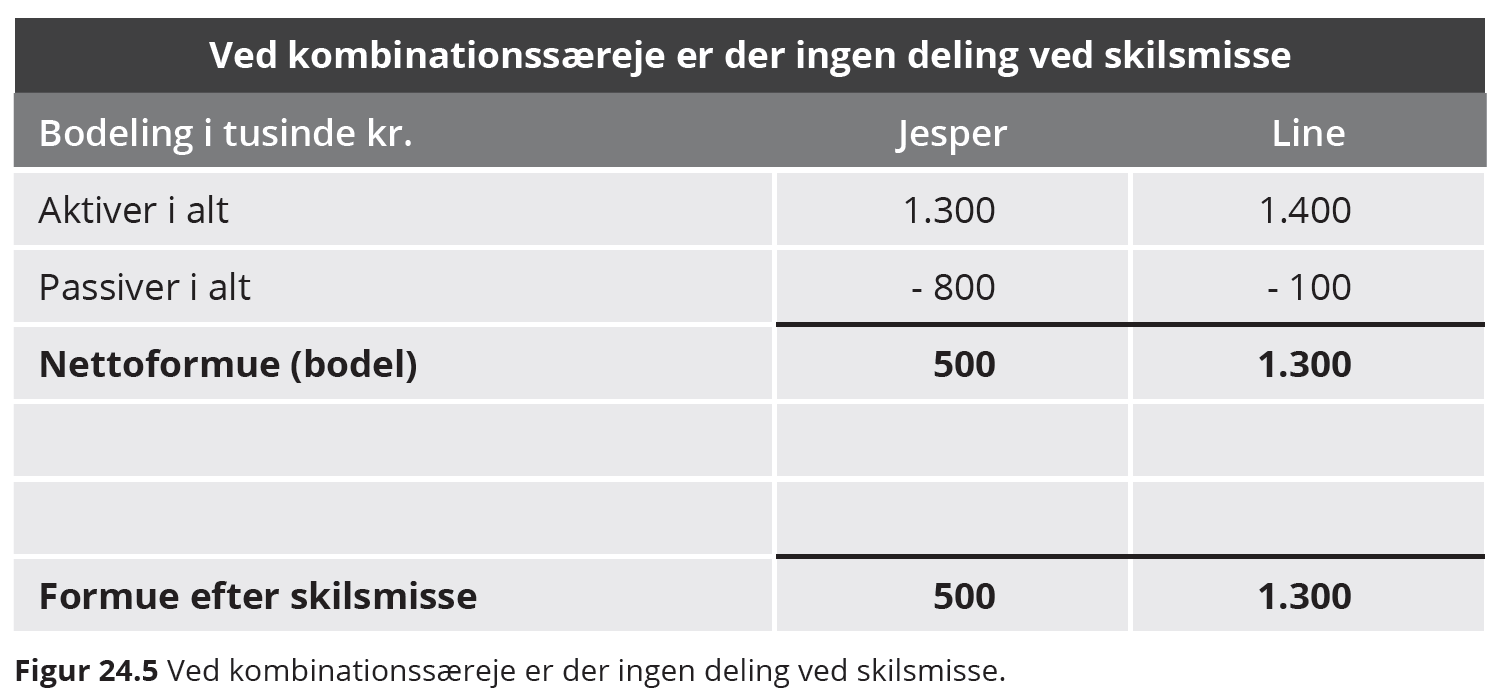 Ved kombinationssæreje er der ingen deling ved skilsmisse
Bodeling i tusinde kr. Jesper Line
Aktiver i alt 1.300 1.400
Passiver i alt - 800 - 100
Nettoformue (bodel) 500 1.300
Formue efter skilsmisse 500 1.300
Figur 24.5 Ved kombinationssæreje er der ingen deling ved skilsmisse.